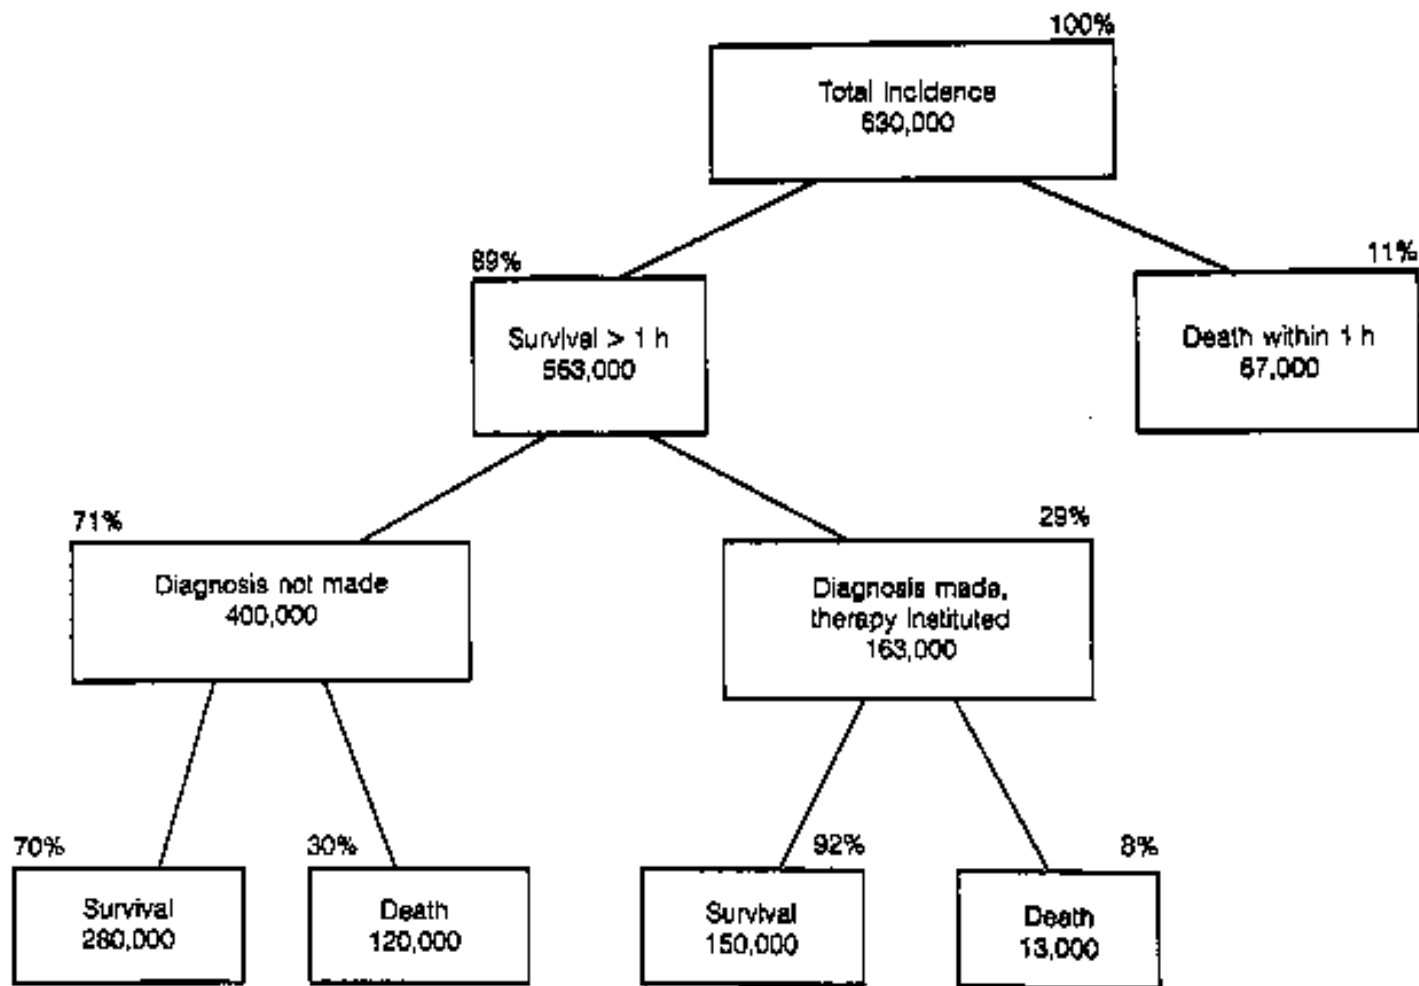 100%
Total Incidence
630,000
89%
Survival > 1 h
563,000
11%
Death within 1 h
67,000
71%
Diagnosis not made
400,000
29%
Diagnosis made,
therapy instituted
163,000
70%
Survival
280,000
30%
Death
120,000
92%
Survival
150,000
8%
Death
13,000